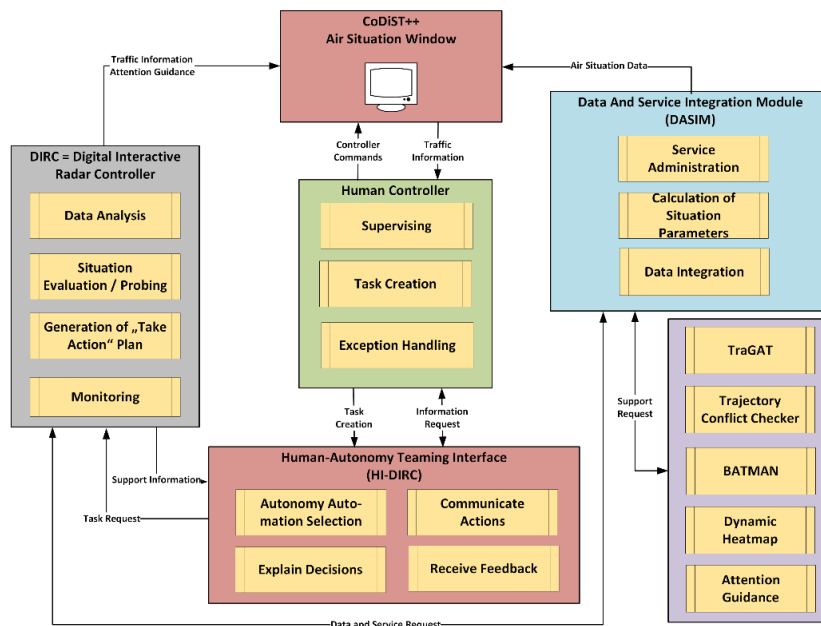 CoDiST++
Air Situation Window
Traffic Information
Attention Guidance
Air Situation Data
Controller
Commands
Traffic
Information
DIRC = Digital Interactive
Radar Controller
Data Analysis
Situation
Evaluation / Probing
Generation of „Take
Action“ Plan
Monitoring
Human Controller
Supervising
Task Creation
Exception Handling
Data And Service Integration Module
(DASIM)
Service
Administration
Calculation of
Situation
Parameters
Data Integration
Support
Request
TraGAT
Trajectory
Conflict Checker
BATMAN
Dynamic
Heatmap
Attention
Guidance
Task
Creation
Information
Request
Support Information
Task Request
Human-Autonomy Teaming Interface
(HI-DIRC)
Autonomy Auto-
mation Selection
Communicate
Actions
Explain Decisions
Receive Feedback
Data and Service Request